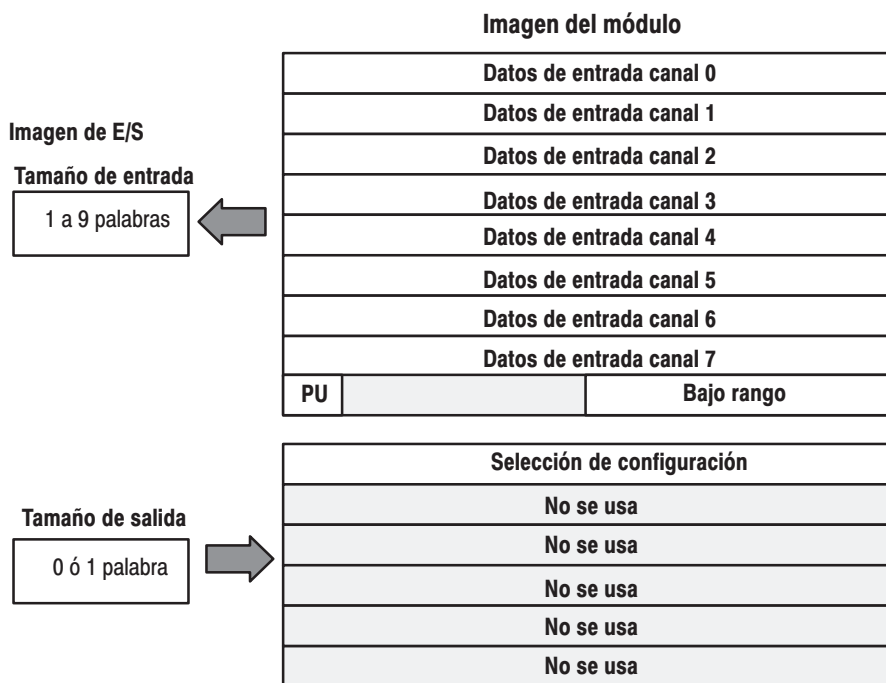 Imagen del módulo
Datos de entrada canal 0
Datos de entrada canal 1
Imagen de E/S
Datos de entrada canal 2
Tamaño de entrada
Datos de entrada canal 3
1 a 9 palabras
Datos de entrada canal 4
Datos de entrada canal 5
Datos de entrada canal 6
Datos de entrada canal 7
PU
Bajo rango
Selección de configuración
No se usa
Tamaño de salida
No se usa
0 ó 1 palabra
No se usa
No se usa
No se usa